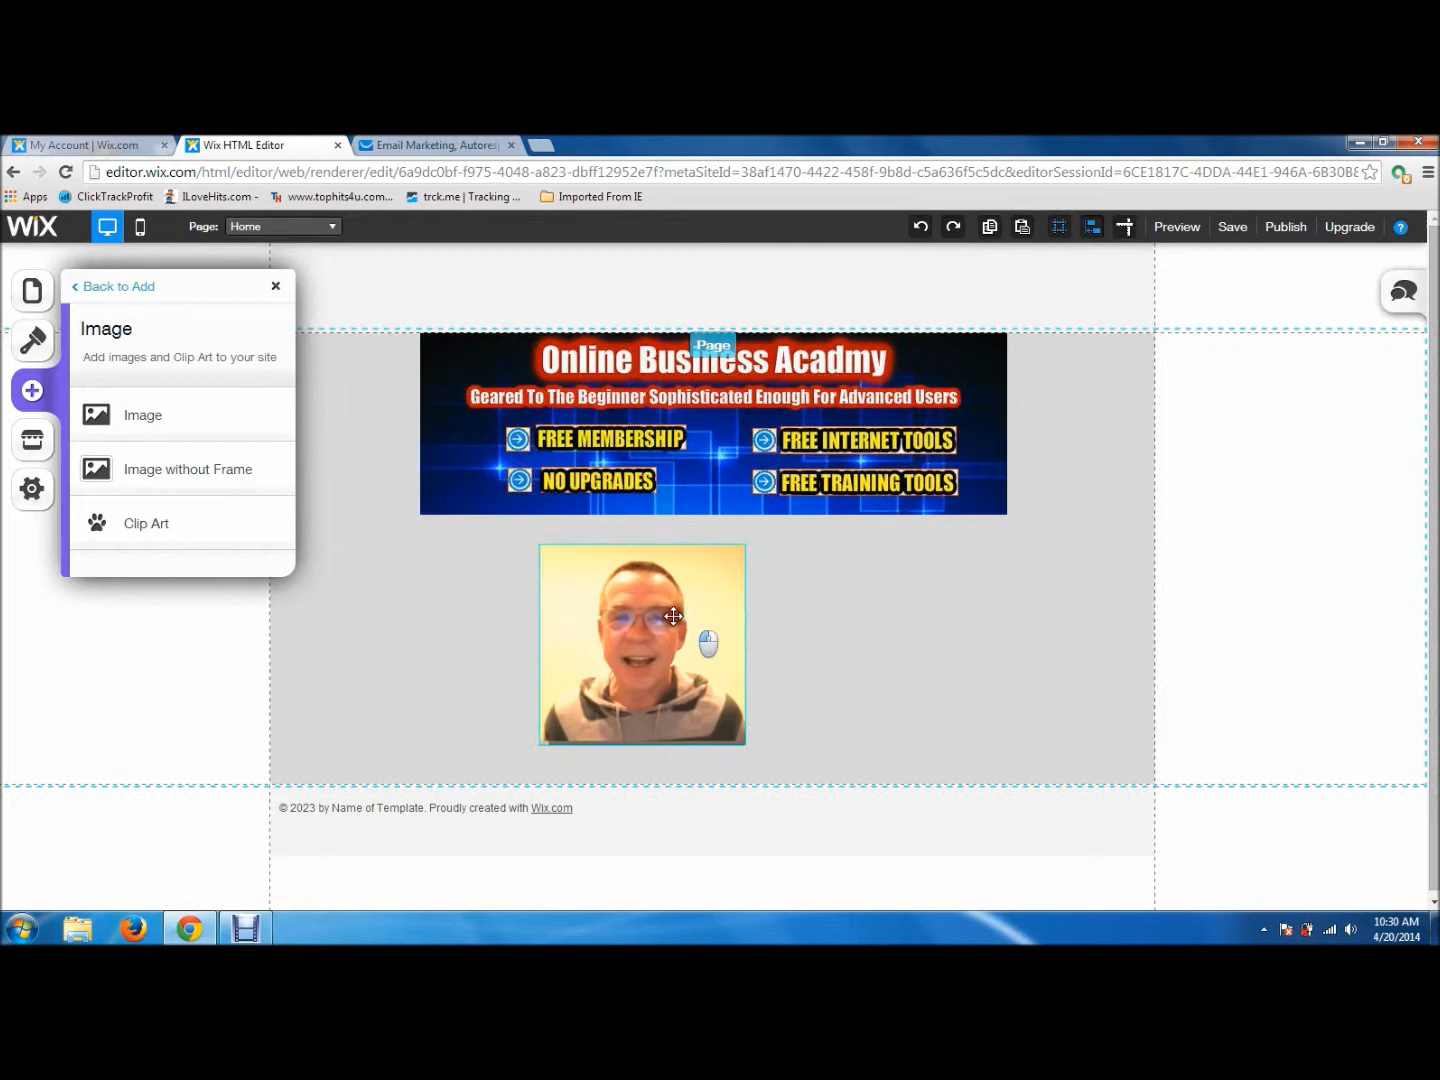 My Account | Wix.com
Wix HTML Editor
Email Marketing, Autores
editor.wix.com/html/editor/web/renderer/edit/6a9dc0bf-f975-4048-a823-dbff12952e7f?metaSiteId=38af1470-4422-458f-9b8d-c5a636f5c5dc&editorSessionId=6CE1817C-4DDA-44E1-946A-6B30B8
Apps
ClickTrackProfit
ILoveHits.com -
TH www.tophits4u.com...
trck.me | Tracking ...
Imported From IE
WiX
Page:
Home
Preview
Save
Publish
Upgrade
?
Back to Add
Image
Add images and Clip Art to your site
Image
Image without Frame
Clip Art
Page
Online Business Acadmy
Geared To The Beginner Sophisticated Enough For Advanced Users
FREE MEMBERSHIP
FREE INTERNET TOOLS
NO UPGRADES
FREE TRAINING TOOLS
© 2023 by Name of Template. Proudly created with Wix.com
10:30 AM
4/20/2014